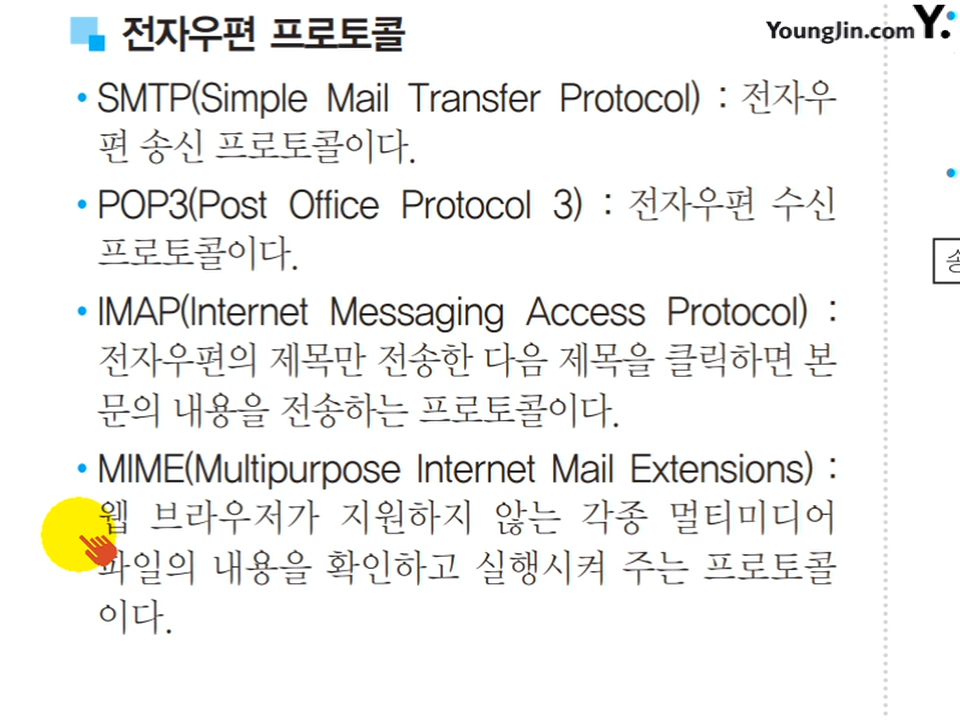 전자우편 프로토콜
YoungJin.com Y:
• SMTP(Simple Mail Transfer Protocol) : 전자우
편 송신 프로토콜이다.
• POP3(Post Office Protocol 3) : 전자우편 수신
프로토콜이다.
• IMAP(Internet Messaging Access Protocol) :
전자우편의 제목만 전송한 다음 제목을 클릭하면 본
문의 내용을 전송하는 프로토콜이다.
• MIME(Multipurpose Internet Mail Extensions) :
웹 브라우저가 지원하지 않는 각종 멀티미디어
파일의 내용을 확인하고 실행시켜 주는 프로토콜
이다.